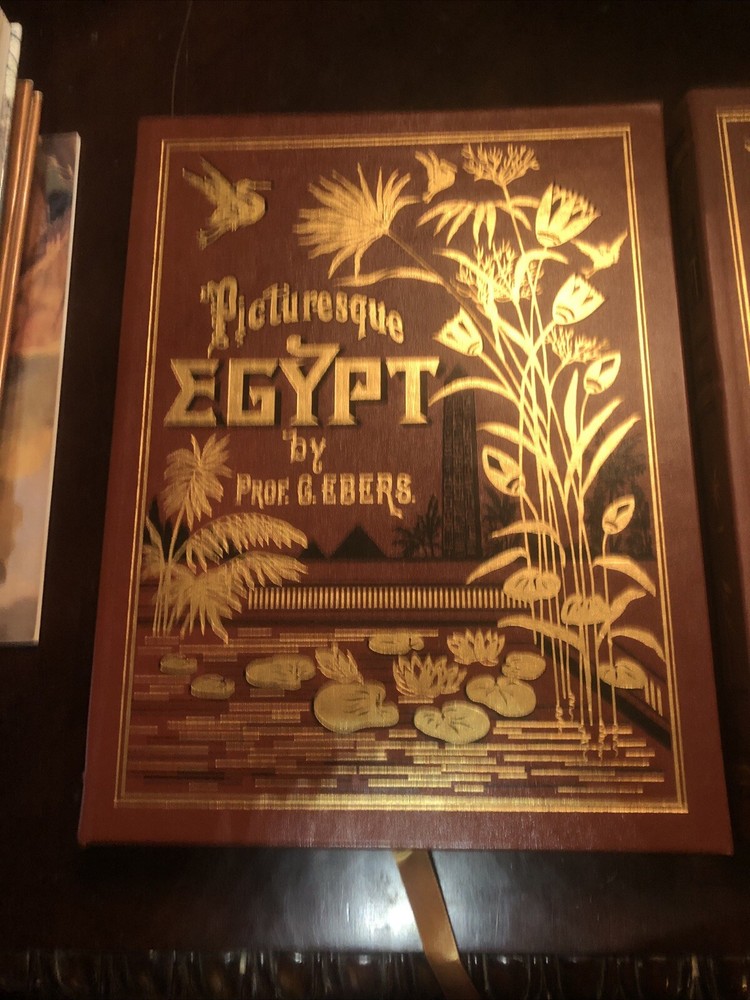 Picturesque
EGYPT
by
PROF. G. EBERS.